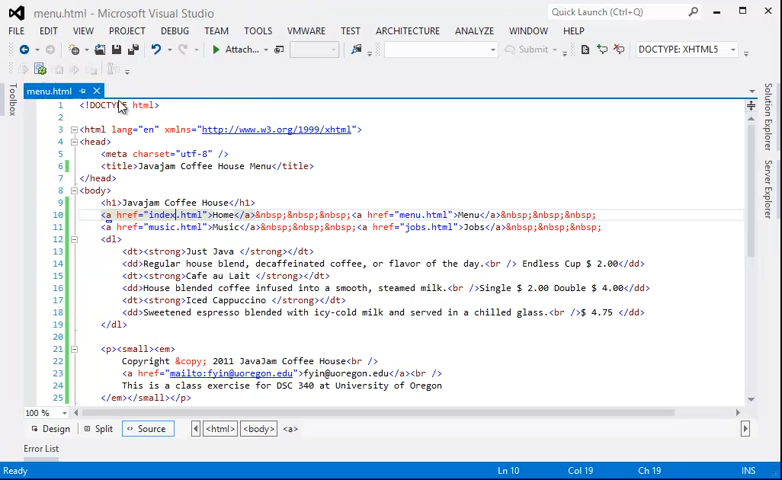 menu.html - Microsoft Visual Studio
Quick Launch (Ctrl+Q)
FILE EDIT VIEW PROJECT DEBUG TEAM TOOLS VMWARE TEST ARCHITECTURE ANALYZE WINDOW HELP
Attach... Submit DOCTYPE: XHTML5
menu.html
Toolbox
Solution Explorer
Server Explorer
1 <!DOCTYPE html>
2
3 <html lang="en" xmlns="http://www.w3.org/1999/xhtml">
4 <head>
5 <meta charset="utf-8" />
6 <title>Javajam Coffee House Menu</title>
7 </head>
8 <body>
9 <h1>Javajam Coffee House</h1>
10 <a href="index.html">Home</a>&nbsp;&nbsp;&nbsp;<a href="menu.html">Menu</a>&nbsp;&nbsp;&nbsp;
11 <a href="music.html">Music</a>&nbsp;&nbsp;&nbsp;<a href="jobs.html">Jobs</a>&nbsp;&nbsp;&nbsp;
12 <dl>
13 <dt><strong>Just Java </strong></dt>
14 <dd>Regular house blend, decaffeinated coffee, or flavor of the day.<br /> Endless Cup $ 2.00</dd>
15 <dt><strong>Cafe au Lait </strong></dt>
16 <dd>House blended coffee infused into a smooth, steamed milk.<br />Single $ 2.00 Double $ 4.00</dd>
17 <dt><strong>Iced Cappuccino </strong></dt>
18 <dd>Sweetened espresso blended with icy-cold milk and served in a chilled glass.<br />$ 4.75 </dd>
19 </dl>
20
21 <p><small><em>
22 Copyright &copy; 2011 JavaJam Coffee House<br />
23 <a href="mailto:fyin@uoregon.edu">fyin@uoregon.edu</a><br />
24 This is a class exercise for DSC 340 at University of Oregon
25 </em></small></p>
100 %
Design Split Source <html> <body> <a>
Error List
Ready Ln 10 Col 19 Ch 19 INS